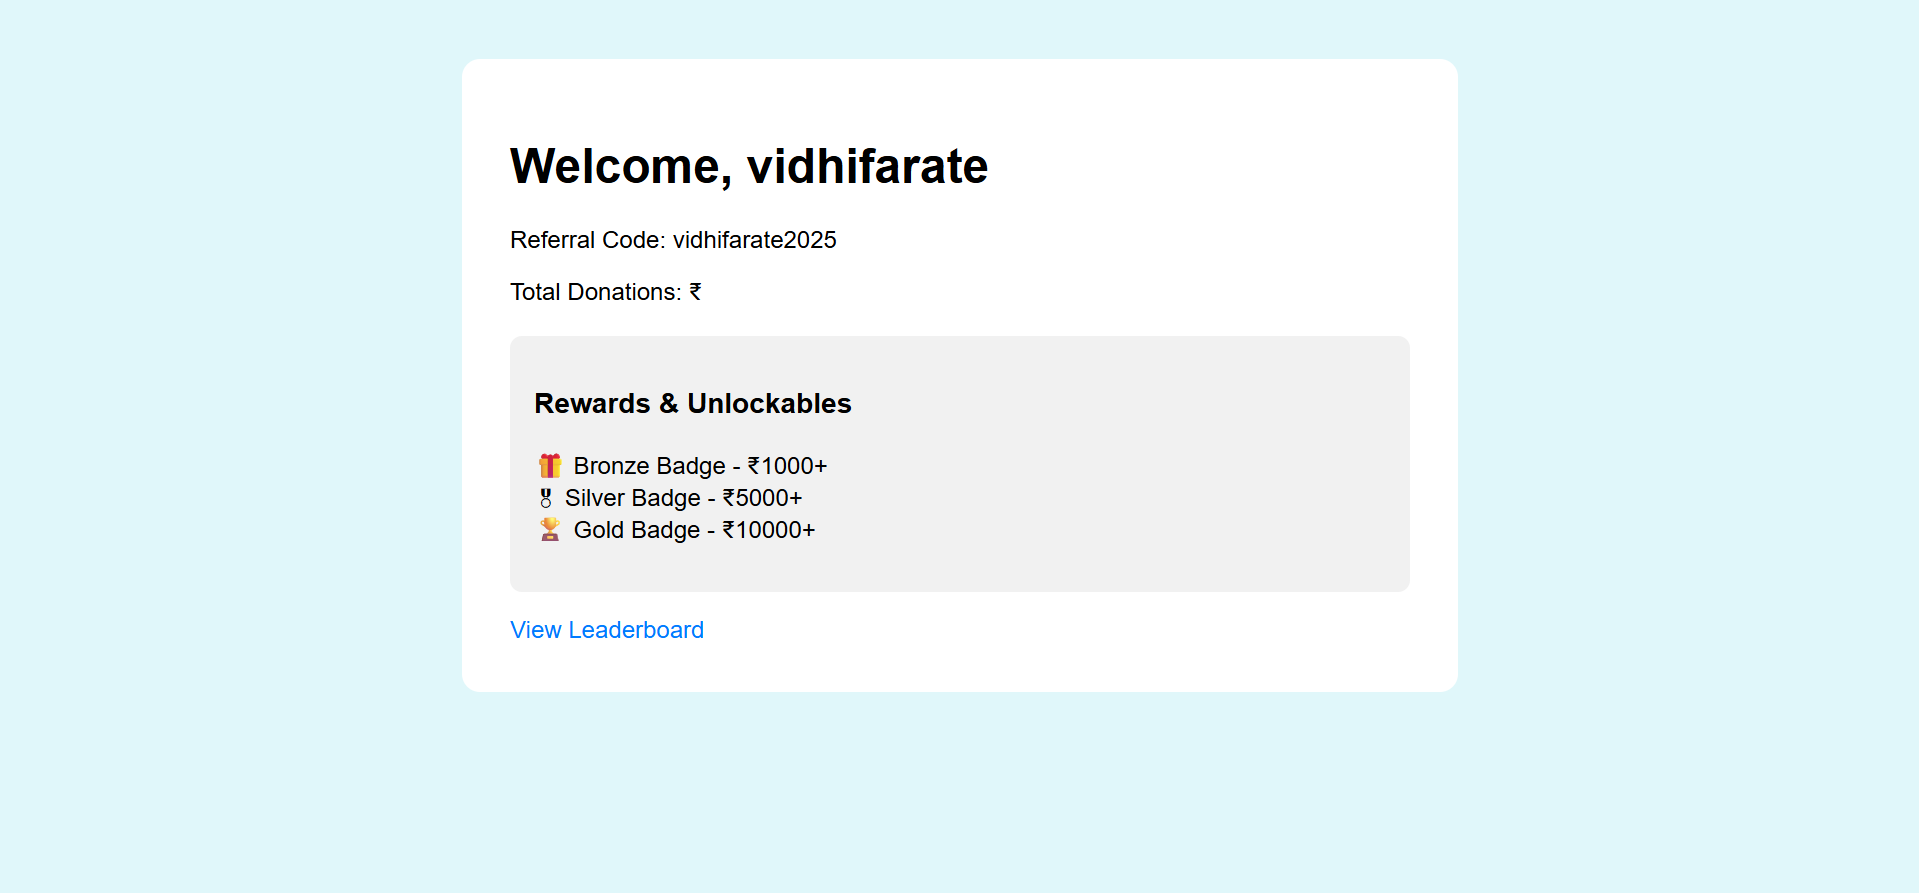 Welcome, vidhifarate
Referral Code: vidhifarate2025
Total Donations: ₹
Rewards & Unlockables
🎁 Bronze Badge - ₹1000+
🎖 Silver Badge - ₹5000+
🏆 Gold Badge - ₹10000+
View Leaderboard